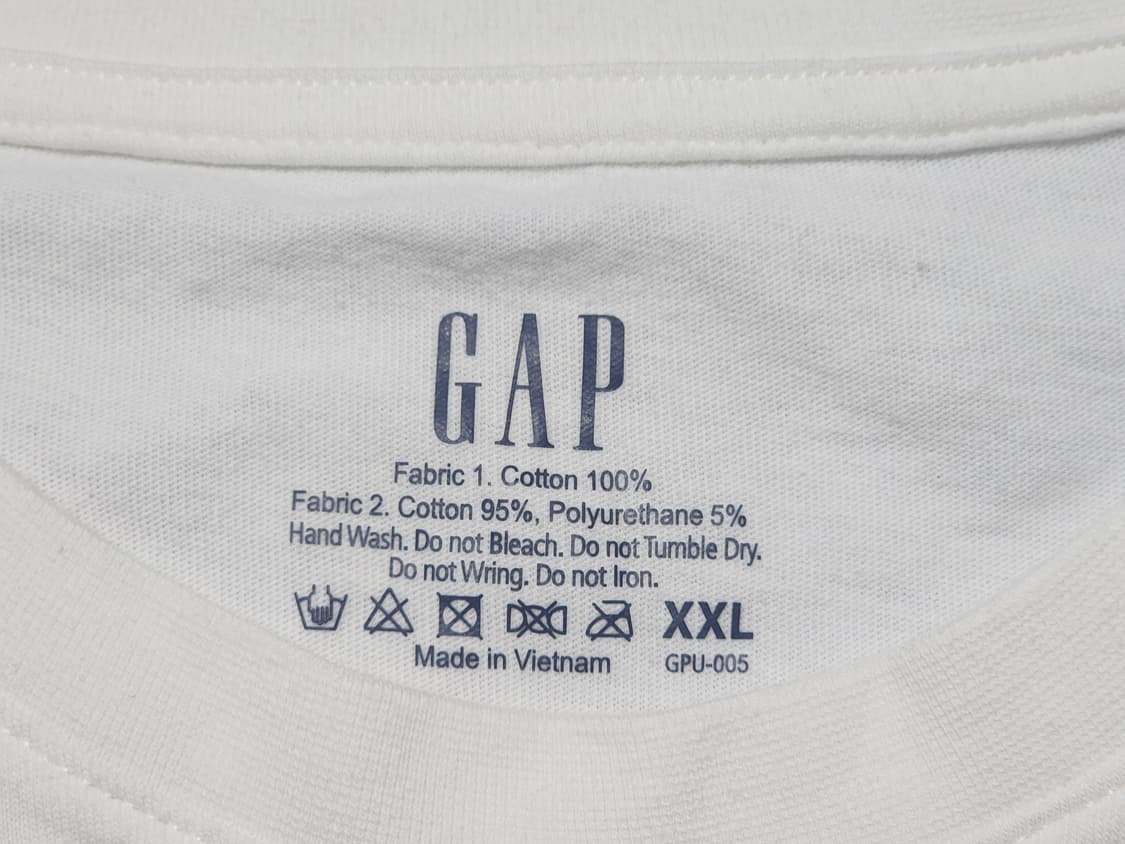 GAP
Fabric 1. Cotton 100%
Fabric 2. Cotton 95%, Polyurethane 5%
Hand Wash. Do not Bleach. Do not Tumble Dry.
Do not Wring. Do not Iron.
XXL
Made in Vietnam GPU-005